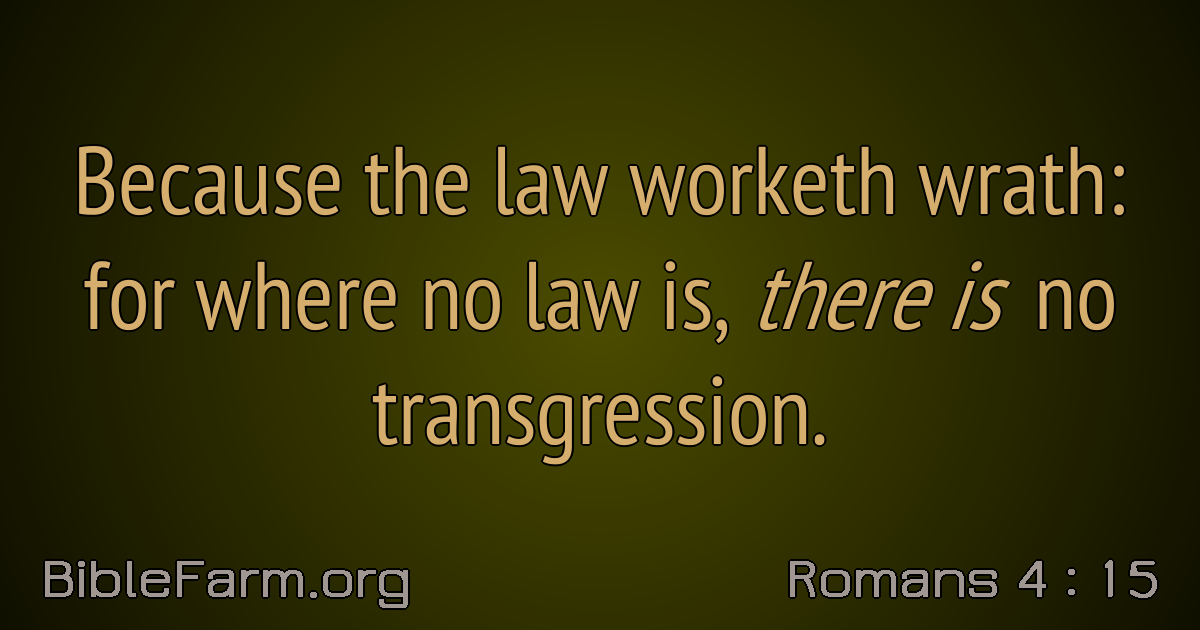 Because the law worketh wrath:
for where no law is, there is no
transgression.
BibleFarm.org
Romans 4 : 15